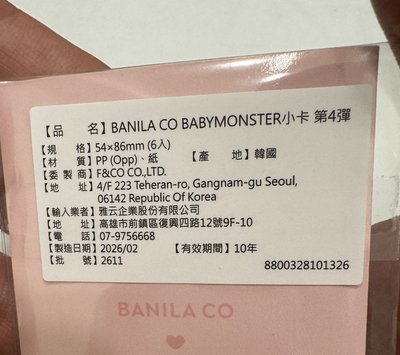 【品　　名】BANILA CO BABYMONSTER小卡 第4彈
【規　　格】54×86mm (6入)
【材　　質】PP (Opp)、紙　【產　　地】韓國
【委 製 商】F&CO CO.,LTD.
【地　　址】4/F 223 Teheran-ro, Gangnam-gu Seoul,
06142 Republic Of Korea
【輸入業者】雅云企業股份有限公司
【地　　址】高雄市前鎮區復興四路12號9F-10
【電　　話】07-9756668
【製造日期】2026/02　【有效期間】10年
【批　　號】2611
8800328101326
BANILA CO